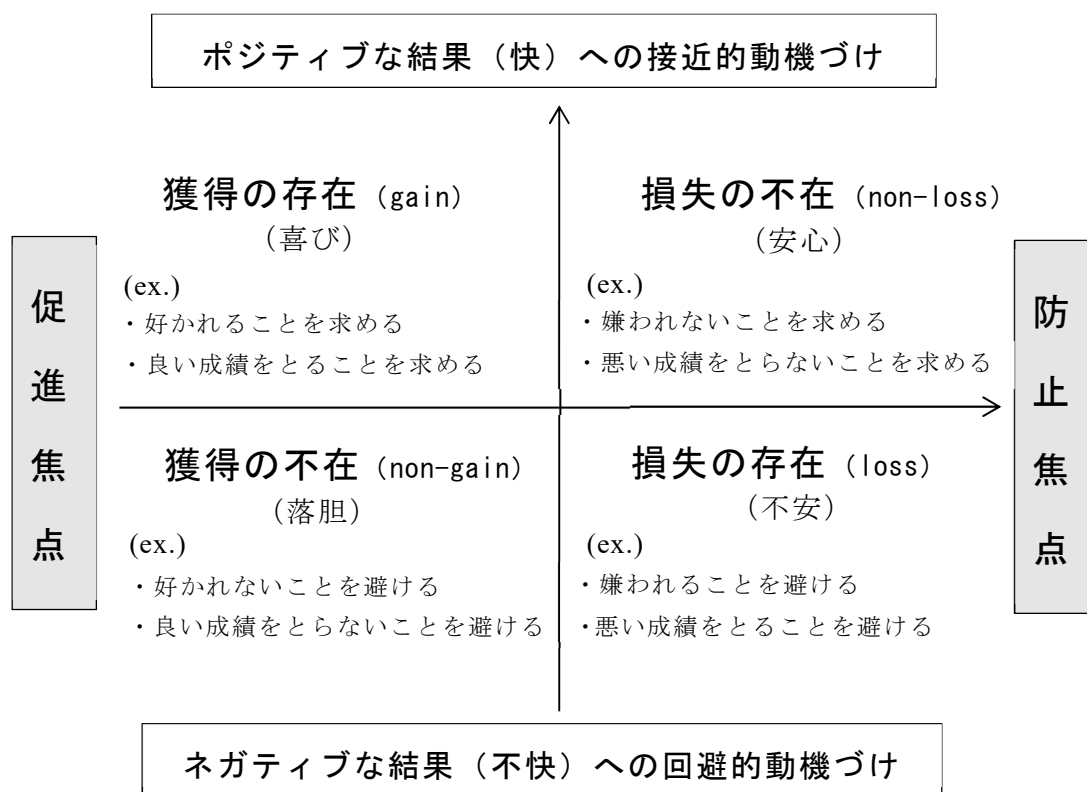 ポジティブな結果（快）への接近的動機づけ
獲得の存在（gain）
（喜び）
(ex.)
・好かれることを求める
・良い成績をとることを求める
損失の不在（non-loss）
（安心）
(ex.)
・嫌われないことを求める
・悪い成績をとらないことを求める
促進焦点
防止焦点
獲得の不在（non-gain）
（落胆）
(ex.)
・好かれないことを避ける
・良い成績をとらないことを避ける
損失の存在（loss）
（不安）
(ex.)
・嫌われることを避ける
・悪い成績をとることを避ける
ネガティブな結果（不快）への回避的動機づけ